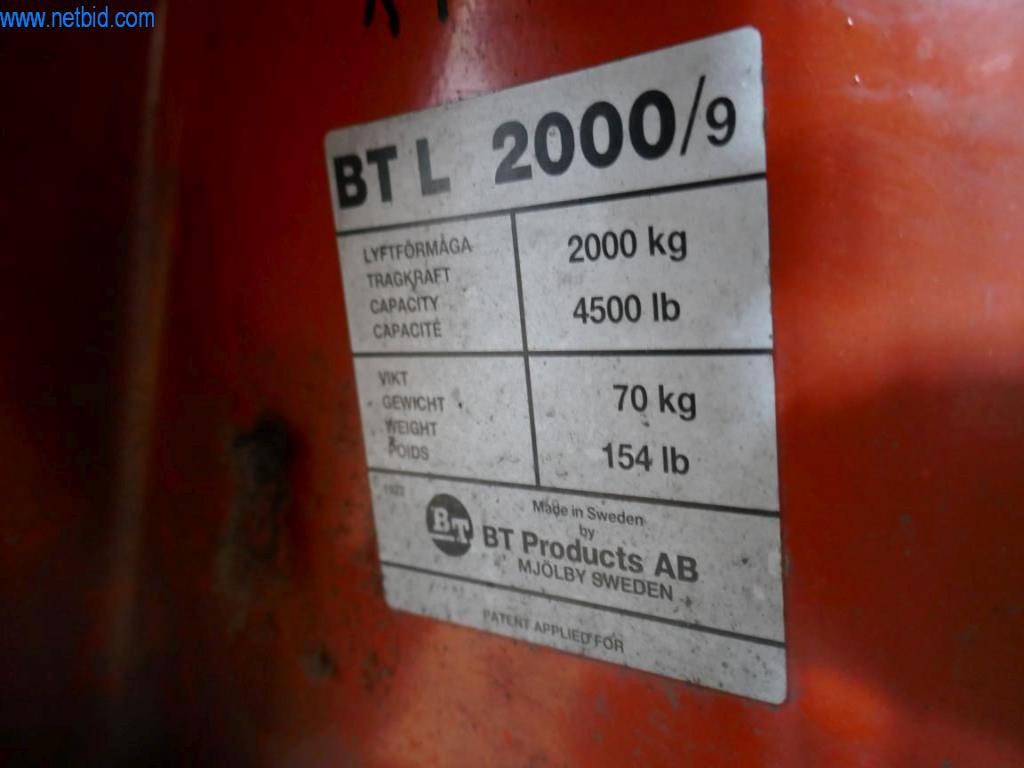 www.netbid.com
BT L 2000/9
LYFTFÖRMÅGA
TRAGKRAFT
CAPACITY
CAPACITÉ
2000 kg
4500 lb
VIKT
GEWICHT
WEIGHT
POIDS
70 kg
154 lb
BT
Made in Sweden
by
BT Products AB
MJÖLBY SWEDEN
PATENT APPLIED FOR